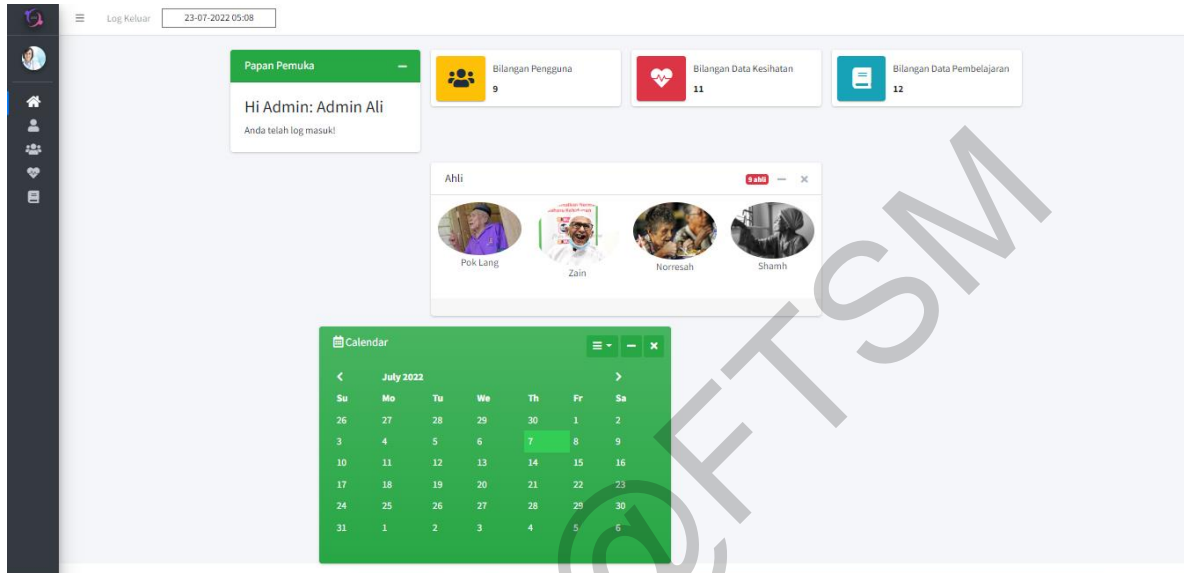 Log Keluar 23-07-2022 05:08
Papan Pemuka
Hi Admin: Admin Ali
Anda telah log masuk!
Bilangan Pengguna
9
Bilangan Data Kesihatan
11
Bilangan Data Pembelajaran
12
Ahli
9 ahli
Pok Lang
Zain
Norresah
Shamh
Calendar
July 2022
Su Mo Tu We Th Fr Sa
26 27 28 29 30 1 2
3 4 5 6 7 8 9
10 11 12 13 14 15 16
17 18 19 20 21 22 23
24 25 26 27 28 29 30
31 1 2 3 4 5 6
@FTSM